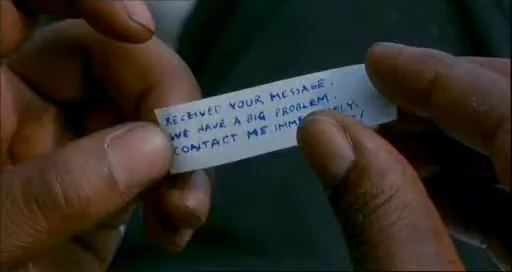 RECEIVED YOUR MESSAGE.
WE HAVE A BIG PROBLEM.
CONTACT ME